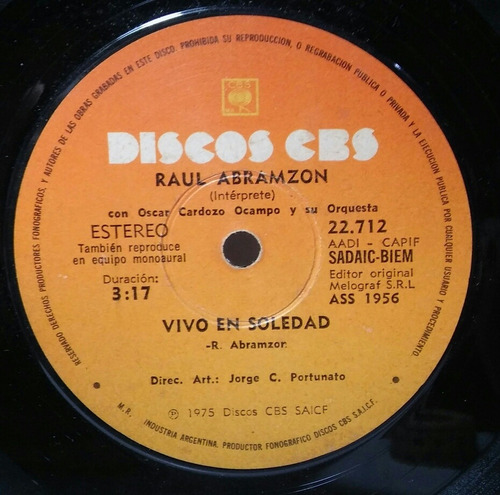 RESERVADO DERECHOS PRODUCTORES FONOGRAFICOS, Y AUTORES DE LAS OBRAS GRABADAS EN ESTE DISCO. PROHIBIDA SU REPRODUCCION, O REGRABACION PUBLICA O PRIVADA Y LA EJECUCION PUBLICA POR CUALQUIER USUARIO Y PROCEDIMIENTO.
CBS
DISCOS CBS
RAUL ABRAMZON
(Intérprete)
con Oscar Cardozo Ocampo y su Orquesta
ESTEREO
También reproduce
en equipo monoaural
Duración:
3:17
22.712
AADI - CAPIF
SADAIC-BIEM
Editor original
Melograf S.R.L
ASS 1956
VIVO EN SOLEDAD
-R. Abramzon
Direc. Art.: Jorge C. Portunato
℗ 1975 Discos CBS SAICF
M.R. INDUSTRIA ARGENTINA. PRODUCTOR FONOGRAFICO DISCOS CBS S.A.I.C.F.